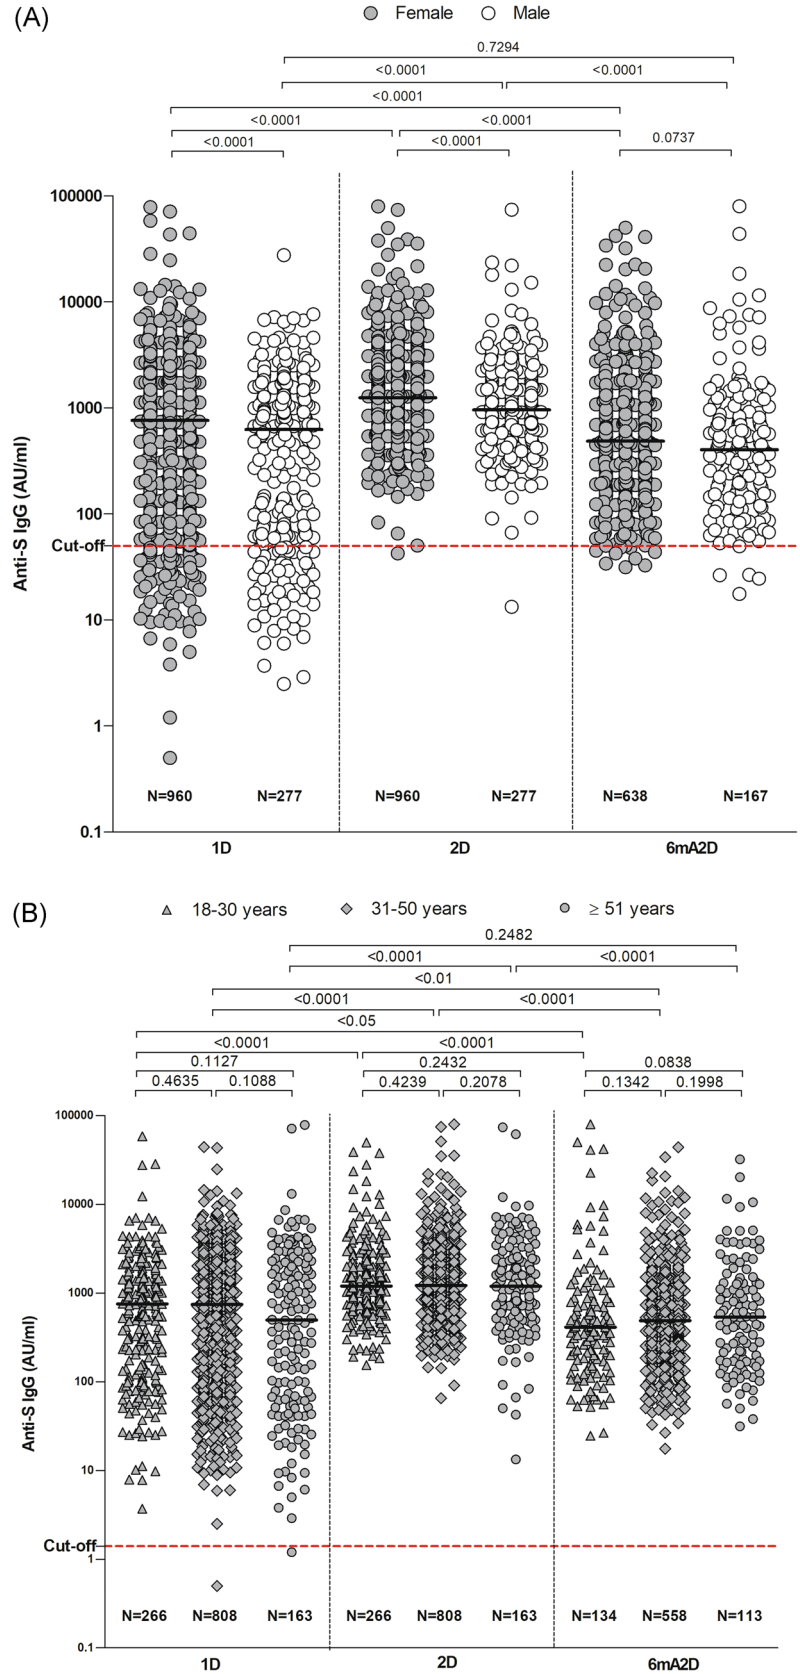 (A)
Female Male
0.7294
<0.0001 <0.0001
<0.0001
<0.0001 <0.0001
<0.0001 <0.0001 0.0737
100000
10000
1000
100
Cut-off
10
1
0.1
Anti-S IgG (AU/ml)
N=960 N=277 N=960 N=277 N=638 N=167
1D 2D 6mA2D
(B)
18-30 years 31-50 years ≥ 51 years
0.2482
<0.0001 <0.0001
<0.01
<0.0001 <0.0001
<0.05
<0.0001 <0.0001
0.1127 0.2432 0.0838
0.4635 0.1088 0.4239 0.2078 0.1342 0.1998
100000
10000
1000
100
10
Cut-off
1
0.1
Anti-S IgG (AU/ml)
N=266 N=808 N=163 N=266 N=808 N=163 N=134 N=558 N=113
1D 2D 6mA2D